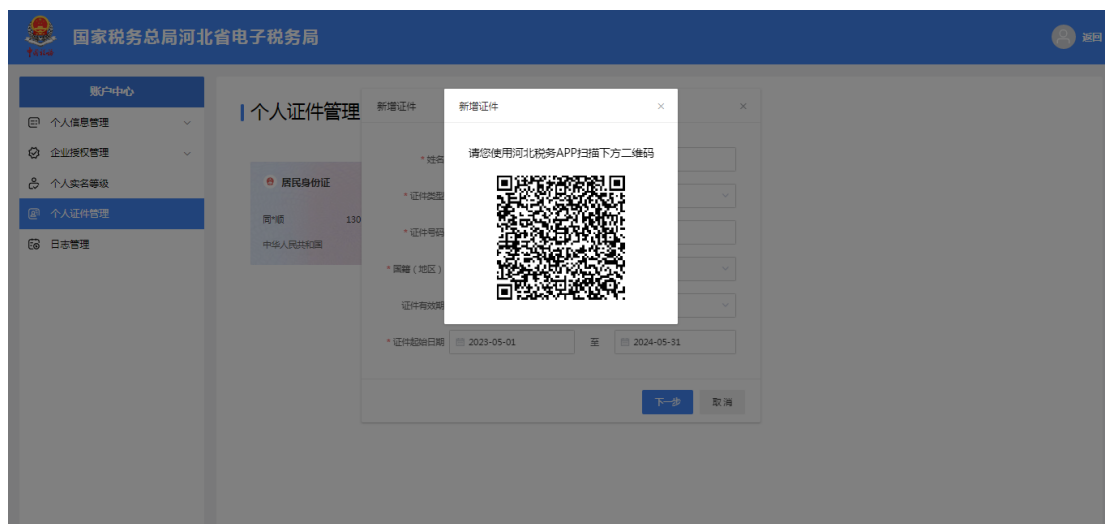 国家税务总局河北省电子税务局
返回
账户中心
个人信息管理
企业授权管理
个人实名等级
个人证件管理
日志管理
个人证件管理
居民身份证
闫*顺 130
中华人民共和国
新增证件
新增证件
请您使用河北税务APP扫描下方二维码
* 姓名
* 证件类型
* 证件号码
* 国籍（地区）
证件有效期
* 证件起始日期 2023-05-01 至 2024-05-31
下一步 取消